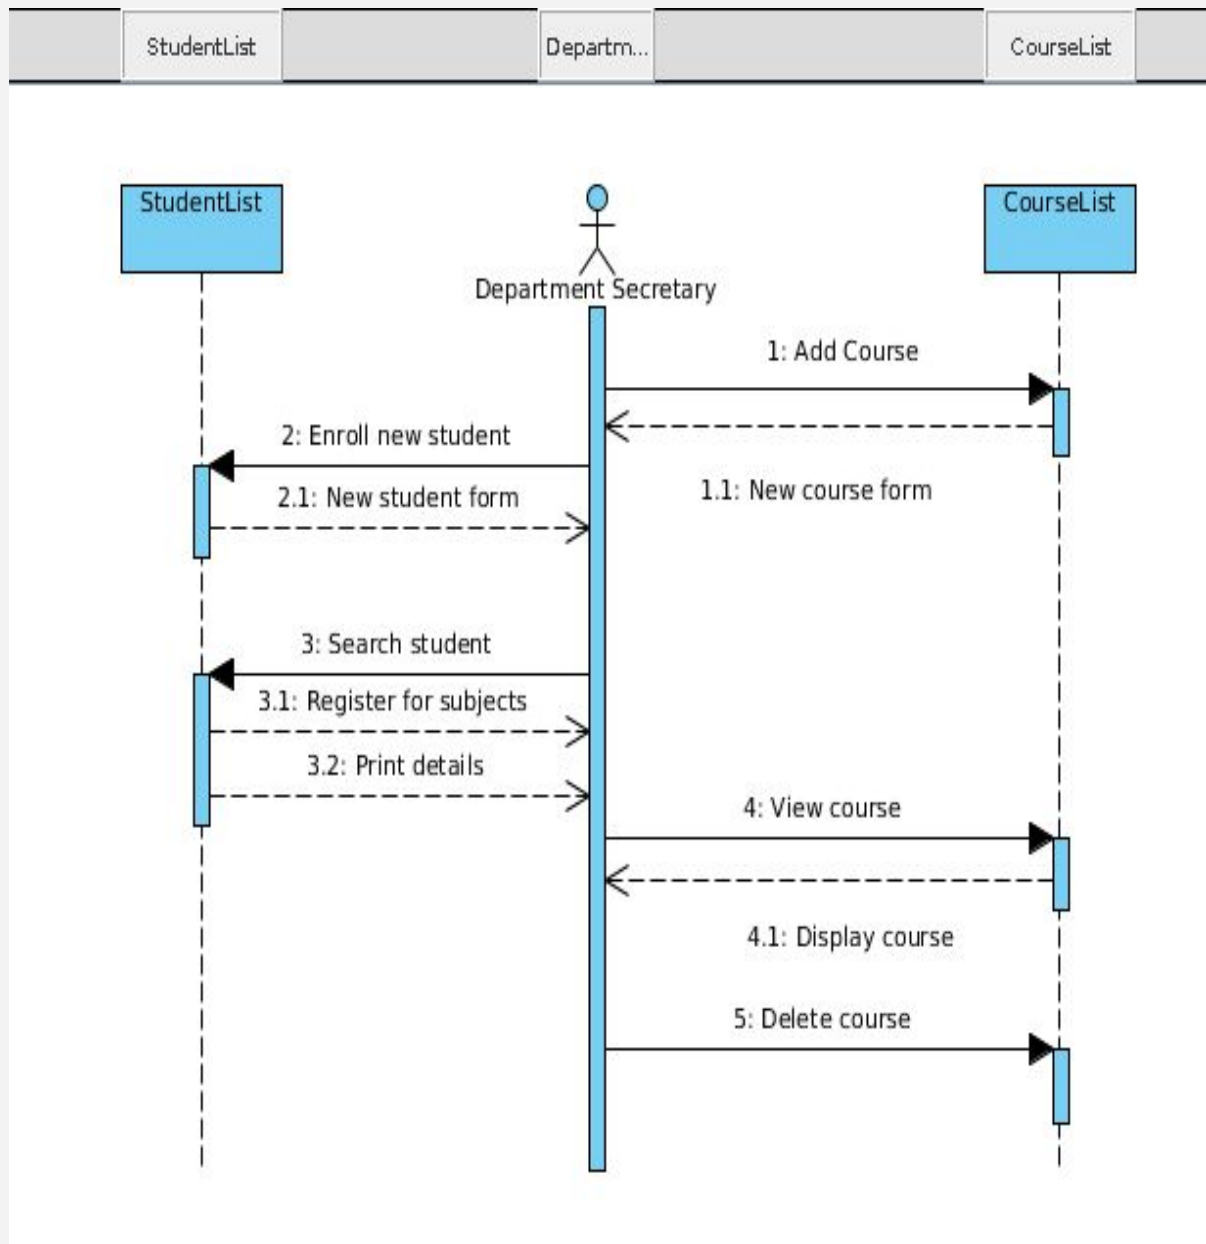 StudentList
Departm...
CourseList
StudentList
CourseList
Department Secretary
1: Add Course
2: Enroll new student
1.1: New course form
2.1: New student form
3: Search student
3.1: Register for subjects
3.2: Print details
4: View course
4.1: Display course
5: Delete course